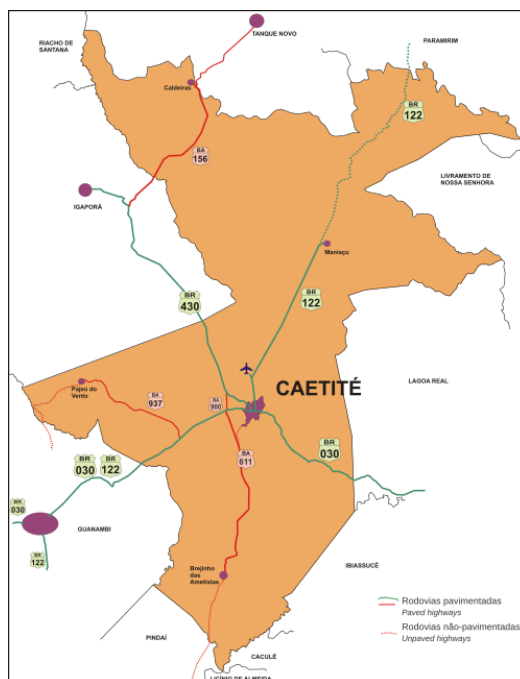 RIACHO DE
SANTANA
TANQUE NOVO
PARAMIRIM
Caldeiras
BR
122
BA
156
LIVRAMENTO DE
NOSSA SENHORA
IGAPORÃ
Maniaçu
BR
430
BR
122
CAETITÉ
LAGOA REAL
Pajeú do
Vento
BA
937
BA
900
BR
030
BA
611
BR
030
BR
122
BR
030
GUANAMBI
BR
122
Brejinho
das
Ametistas
IBIASSUCÊ
Rodovias pavimentadas
Paved highways
Rodovias não-pavimentadas
Unpaved highways
PINDAÍ
CACULÉ
LICÍNIO DE ALMEIDA